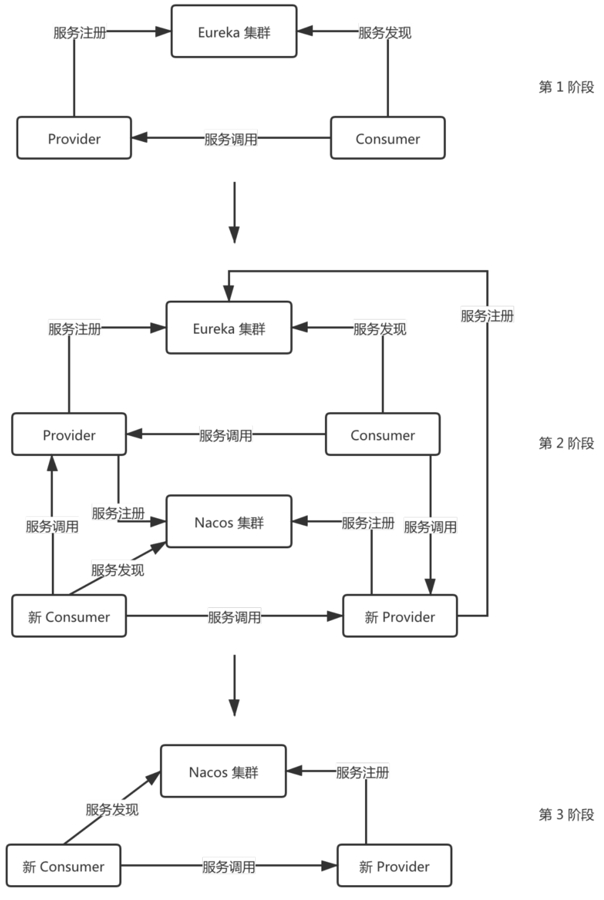 服务注册
Eureka 集群
服务发现
第 1 阶段
Provider
服务调用
Consumer
服务注册
服务注册
Eureka 集群
服务发现
Provider
服务调用
Consumer
第 2 阶段
服务注册
Nacos 集群
服务注册
服务调用
服务调用
服务发现
新 Consumer
服务调用
新 Provider
Nacos 集群
服务注册
服务发现
第 3 阶段
新 Consumer
服务调用
新 Provider